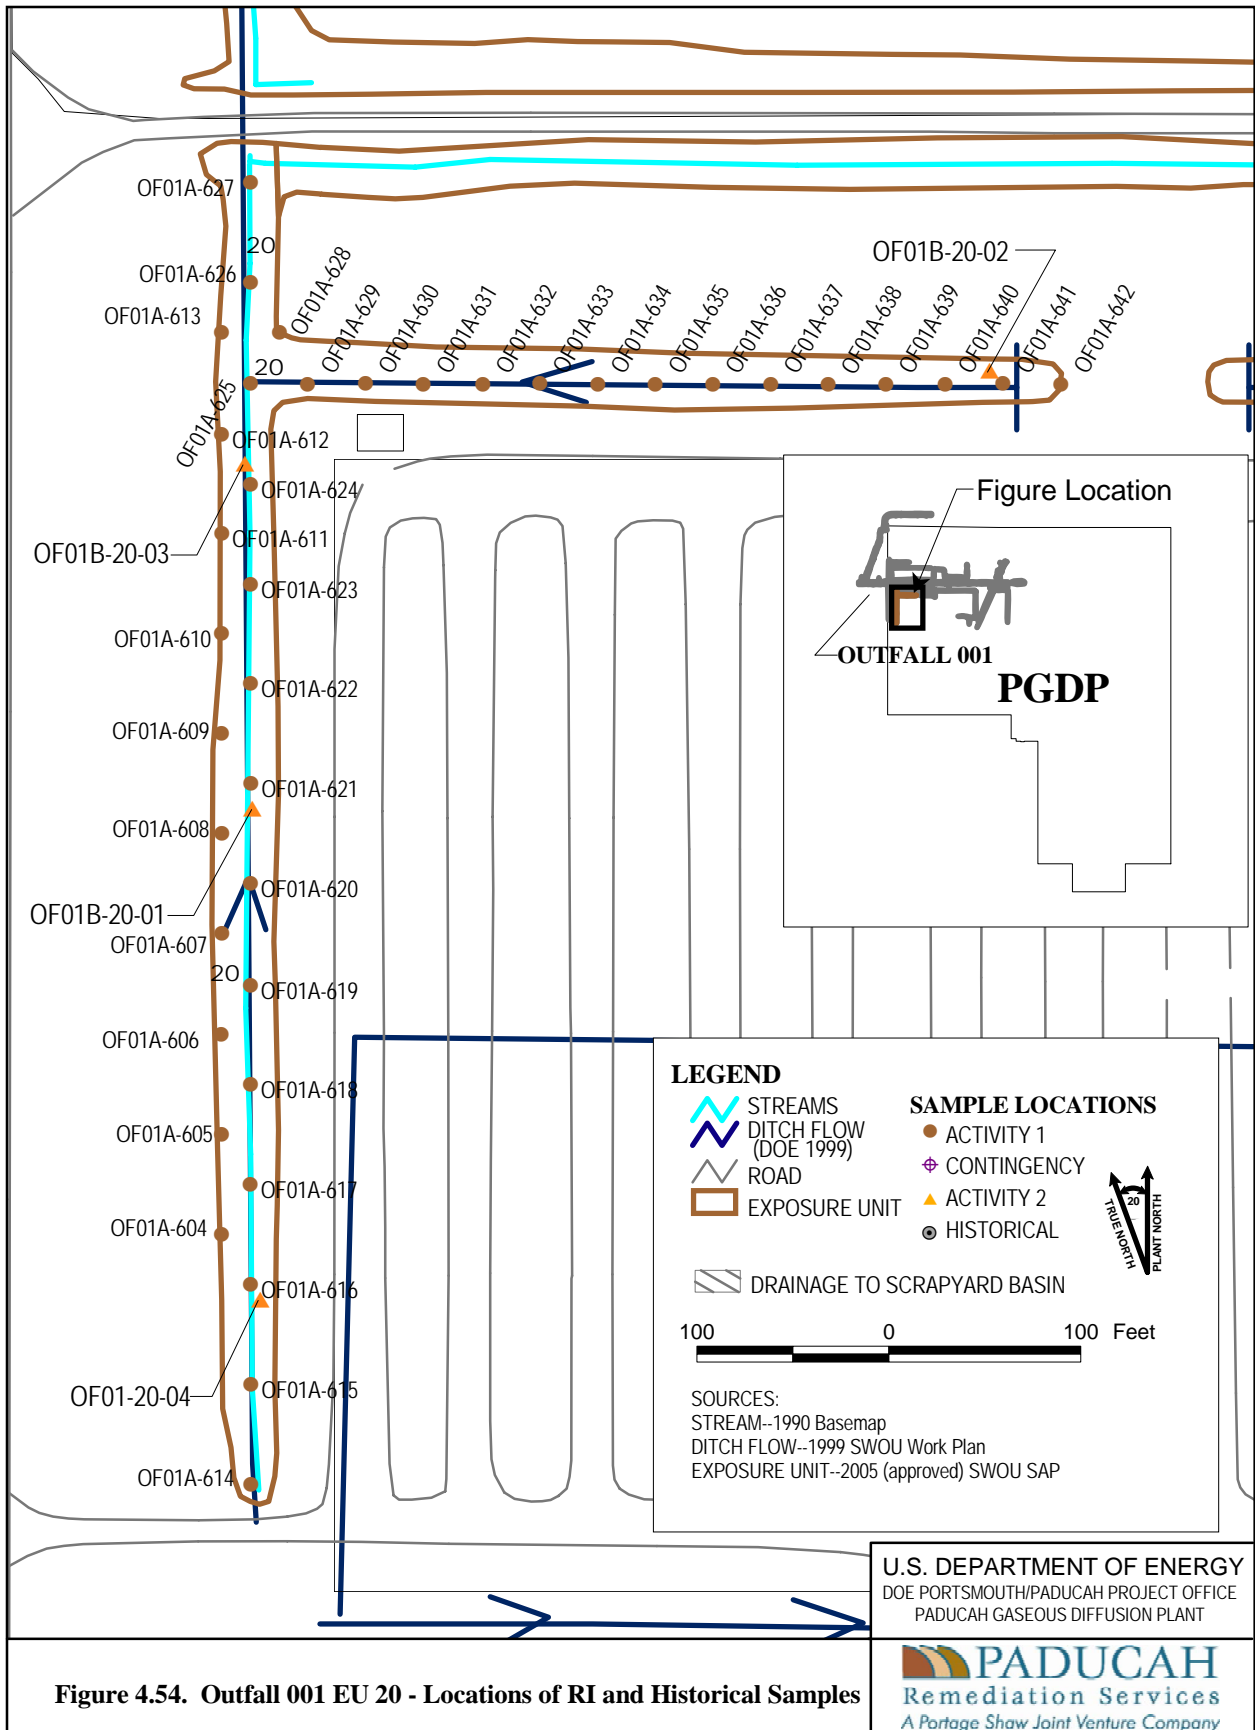 OF01A-627
20
OF01A-626
OF01A-613
OF01A-628
OF01A-629
OF01A-630
OF01A-631
OF01A-632
OF01A-633
OF01A-634
OF01A-635
OF01A-636
OF01A-637
OF01A-638
OF01A-639
OF01A-640
OF01A-641
OF01A-642
OF01B-20-02
20
OF01A-625
OF01A-612
OF01A-624
OF01B-20-03
OF01A-611
OF01A-623
OF01A-610
OF01A-622
OF01A-609
OF01A-621
OF01A-608
OF01A-620
OF01B-20-01
OF01A-607
20
OF01A-619
OF01A-606
OF01A-618
OF01A-605
OF01A-617
OF01A-604
OF01A-616
OF01-20-04
OF01A-615
OF01A-614
Figure Location
OUTFALL 001
PGDP
LEGEND
STREAMS
DITCH FLOW
(DOE 1999)
ROAD
EXPOSURE UNIT
SAMPLE LOCATIONS
ACTIVITY 1
CONTINGENCY
ACTIVITY 2
HISTORICAL
20
TRUE NORTH
PLANT NORTH
DRAINAGE TO SCRAPYARD BASIN
100 0 100 Feet
SOURCES:
STREAM--1990 Basemap
DITCH FLOW--1999 SWOU Work Plan
EXPOSURE UNIT--2005 (approved) SWOU SAP
U.S. DEPARTMENT OF ENERGY
DOE PORTSMOUTH/PADUCAH PROJECT OFFICE
PADUCAH GASEOUS DIFFUSION PLANT
Figure 4.54. Outfall 001 EU 20 - Locations of RI and Historical Samples
PADUCAH
Remediation Services
A Portage Shaw Joint Venture Company